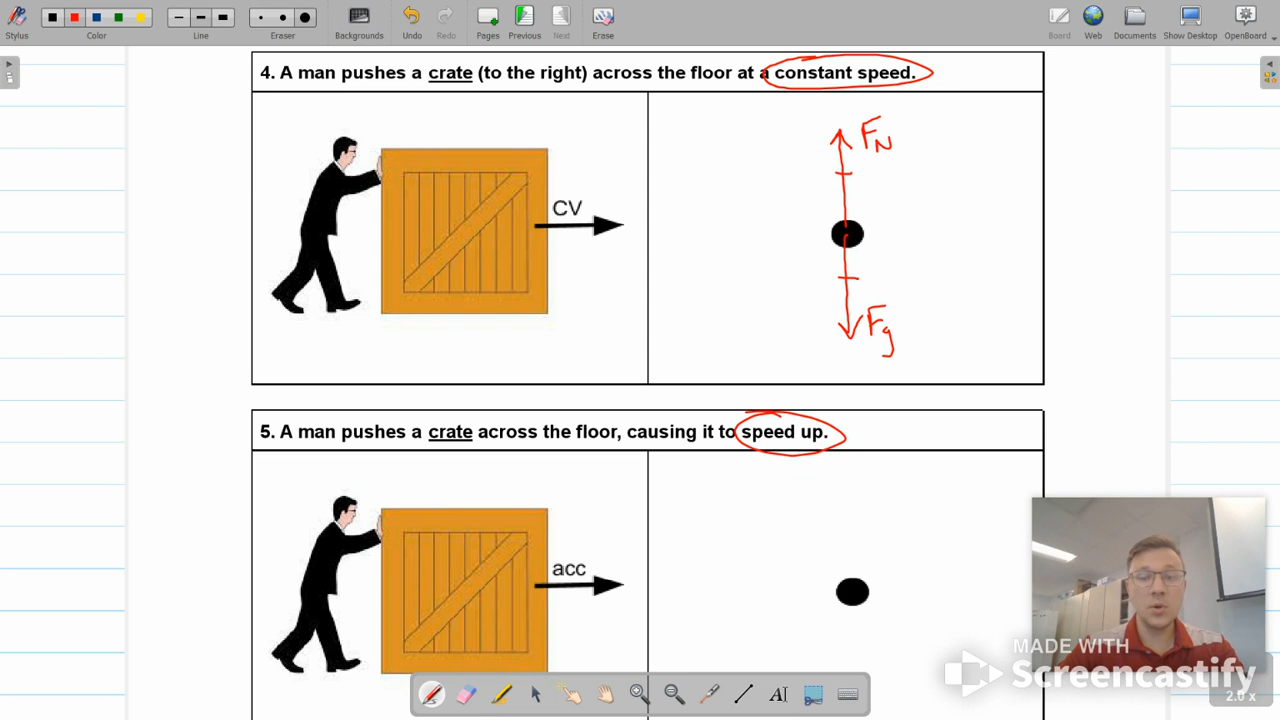 Stylus Color Line Eraser Backgrounds Undo Redo Pages Previous Next Erase Board Web Documents Show Desktop OpenBoard
4. A man pushes a crate (to the right) across the floor at a constant speed.
CV
FN
Fg
5. A man pushes a crate across the floor, causing it to speed up.
acc
MADE WITH
Screencastify
2.0 x